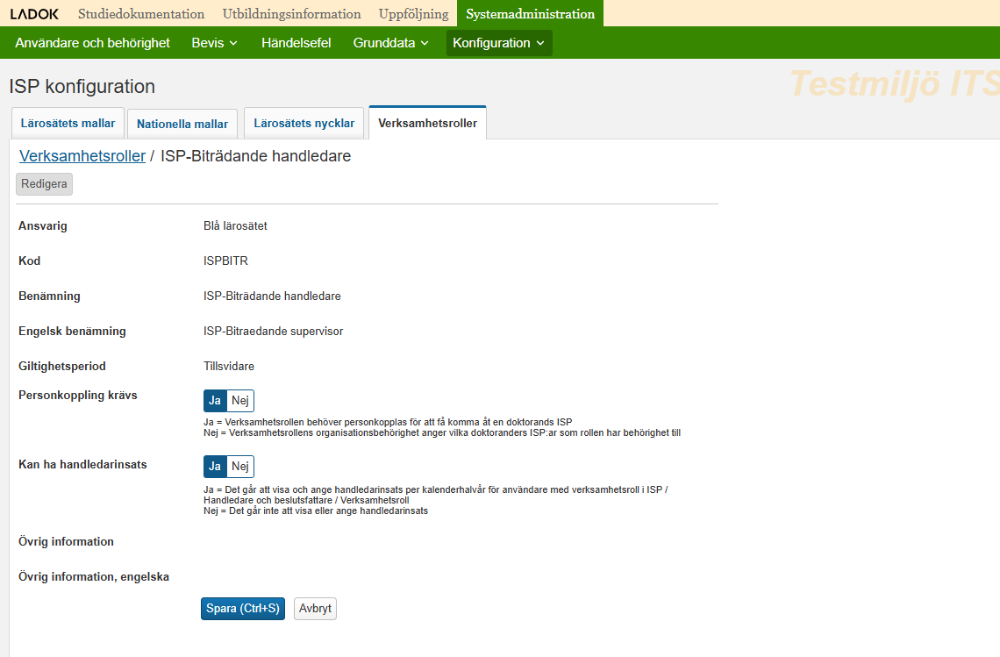 LADOK Studiedokumentation Utbildningsinformation Uppföljning Systemadministration
Användare och behörighet Bevis Händelsefel Grunddata Konfiguration
ISP konfiguration
Testmiljö ITS
Lärosätets mallar Nationella mallar Lärosätets nycklar Verksamhetsroller
Verksamhetsroller / ISP-Biträdande handledare
Redigera
Ansvarig Blå lärosätet
Kod ISPBITR
Benämning ISP-Biträdande handledare
Engelsk benämning ISP-Bitraedande supervisor
Giltighetsperiod Tillsvidare
Personkoppling krävs Ja Nej
Ja = Verksamhetsrollen behöver personkopplas för att få komma åt en doktorands ISP
Nej = Verksamhetsrollens organisationsbehörighet anger vilka doktoranders ISP:ar som rollen har behörighet till
Kan ha handledarinsats Ja Nej
Ja = Det går att visa och ange handledarinsats per kalenderhalvår för användare med verksamhetsroll i ISP /
Handledare och beslutsfattare / Verksamhetsroll
Nej = Det går inte att visa eller ange handledarinsats
Övrig information
Övrig information, engelska
Spara (Ctrl+S) Avbryt